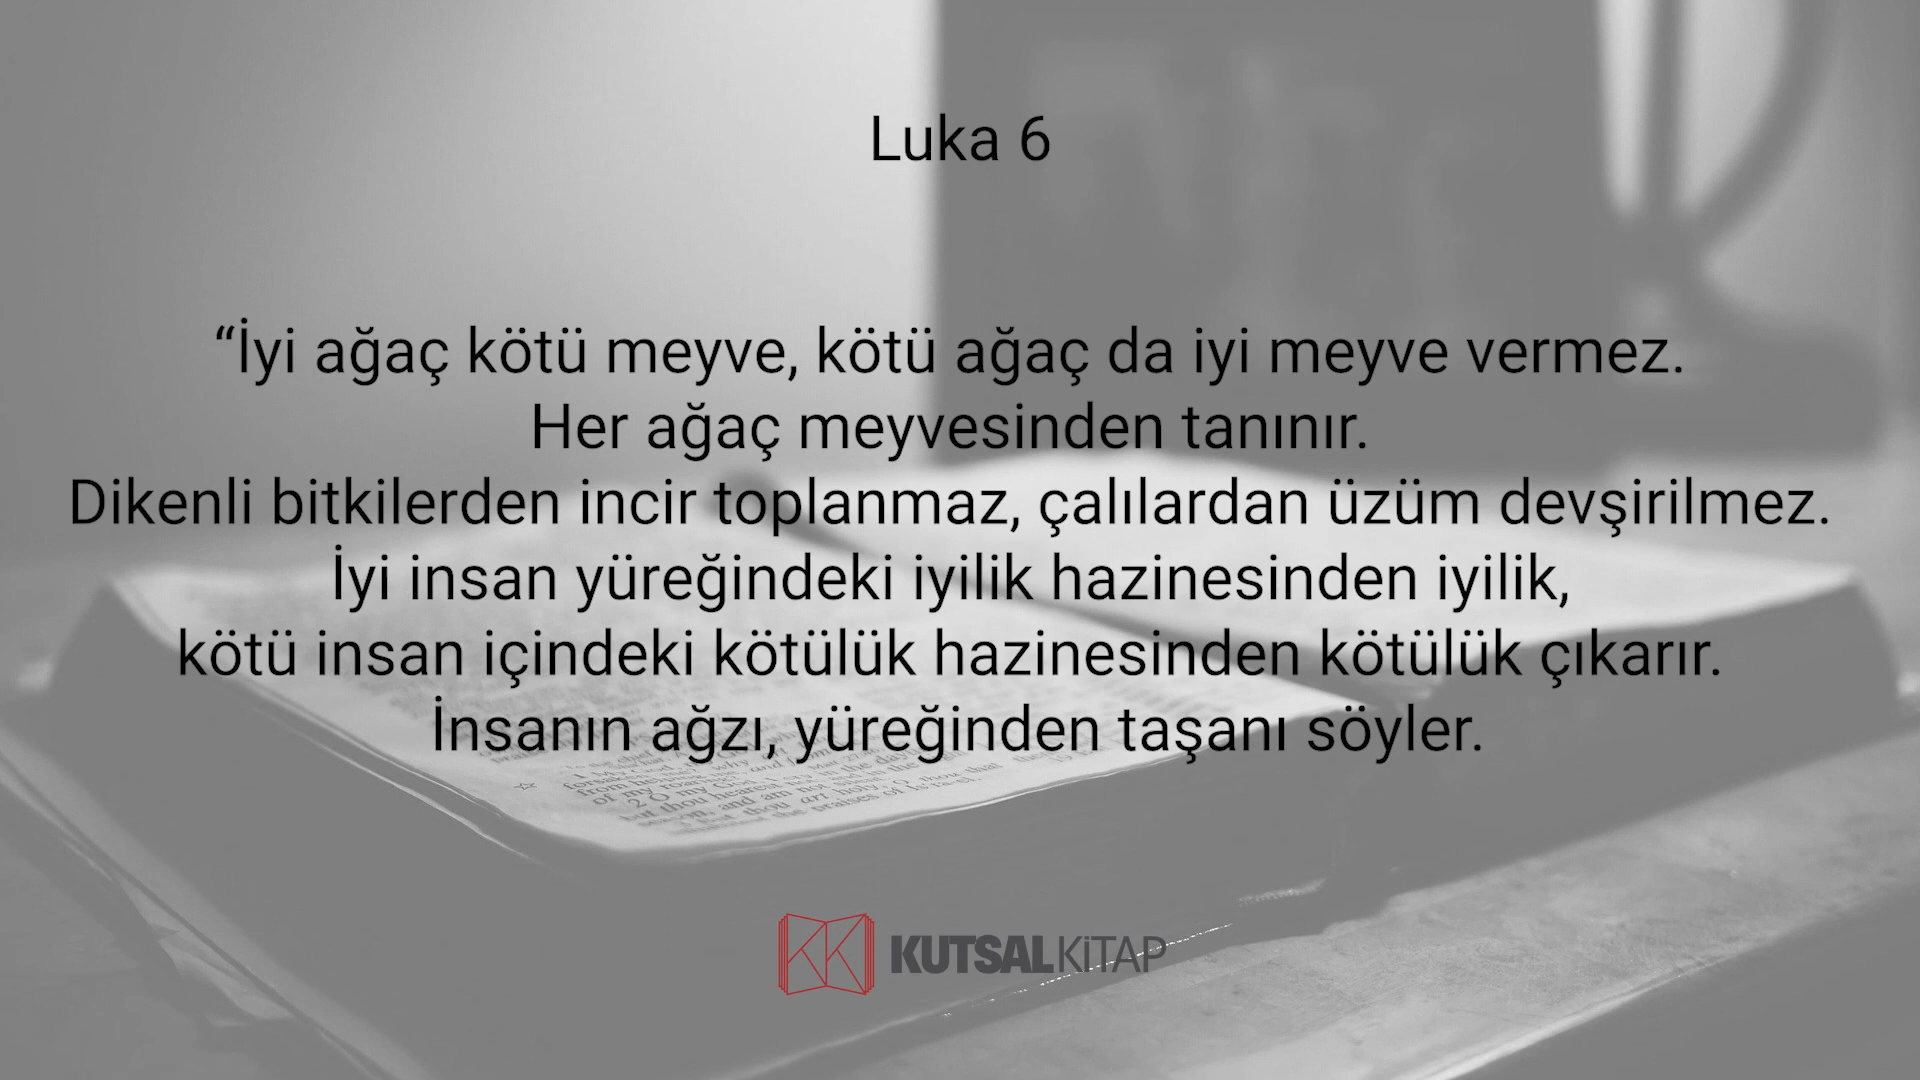 Luka 6
“İyi ağaç kötü meyve, kötü ağaç da iyi meyve vermez.
Her ağaç meyvesinden tanınır.
Dikenli bitkilerden incir toplanmaz, çalılardan üzüm devşirilmez.
İyi insan yüreğindeki iyilik hazinesinden iyilik,
kötü insan içindeki kötülük hazinesinden kötülük çıkarır.
İnsanın ağzı, yüreğinden taşanı söyler.
KUTSALKiTAP